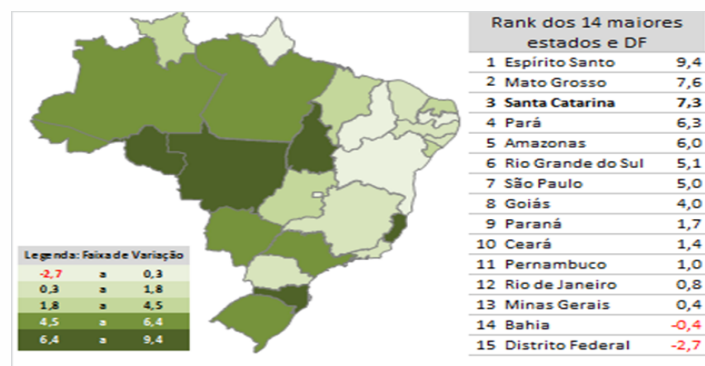 Rank dos 14 maiores
estados e DF
1 Espírito Santo 9,4
2 Mato Grosso 7,6
3 Santa Catarina 7,3
4 Pará 6,3
5 Amazonas 6,0
6 Rio Grande do Sul 5,1
7 São Paulo 5,0
8 Goiás 4,0
9 Paraná 1,7
10 Ceará 1,4
11 Pernambuco 1,0
12 Rio de Janeiro 0,8
13 Minas Gerais 0,4
14 Bahia -0,4
15 Distrito Federal -2,7
Legenda: Faixa de Variação
-2,7 a 0,3
0,3 a 1,8
1,8 a 4,5
4,5 a 6,4
6,4 a 9,4